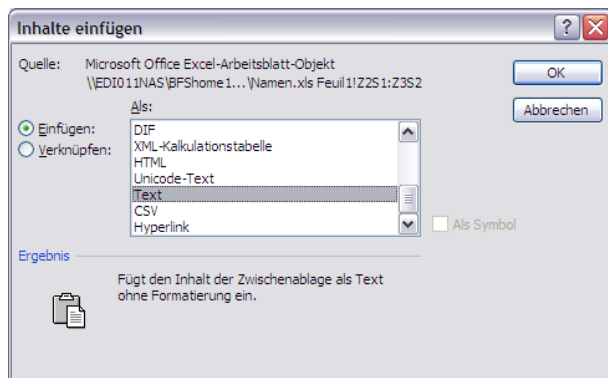 Inhalte einfügen
Quelle: Microsoft Office Excel-Arbeitsblatt-Objekt
\\EDI011NAS\BFShome1...\Namen.xls Feuil1!Z2S1:Z3S2
OK
Abbrechen
Als:
Einfügen:
Verknüpfen:
DIF
XML-Kalkulationstabelle
HTML
Unicode-Text
Text
CSV
Hyperlink
Als Symbol
Ergebnis
Fügt den Inhalt der Zwischenablage als Text
ohne Formatierung ein.